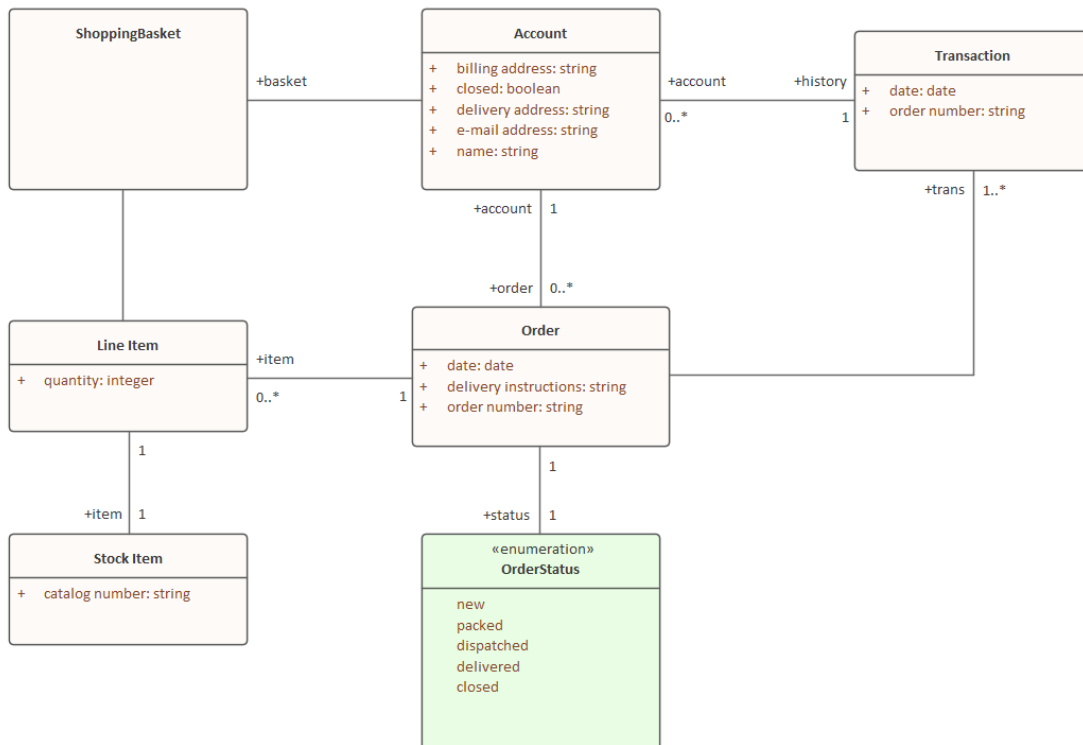 ShoppingBasket
+basket
Account
+ billing address: string
+ closed: boolean
+ delivery address: string
+ e-mail address: string
+ name: string
+account
0..*
+history
1
Transaction
+ date: date
+ order number: string
+account
1
+trans
1..*
+order
0..*
Line Item
+ quantity: integer
+item
0..*
1
Order
+ date: date
+ delivery instructions: string
+ order number: string
1
+item
1
1
+status
1
Stock Item
+ catalog number: string
«enumeration»
OrderStatus
new
packed
dispatched
delivered
closed